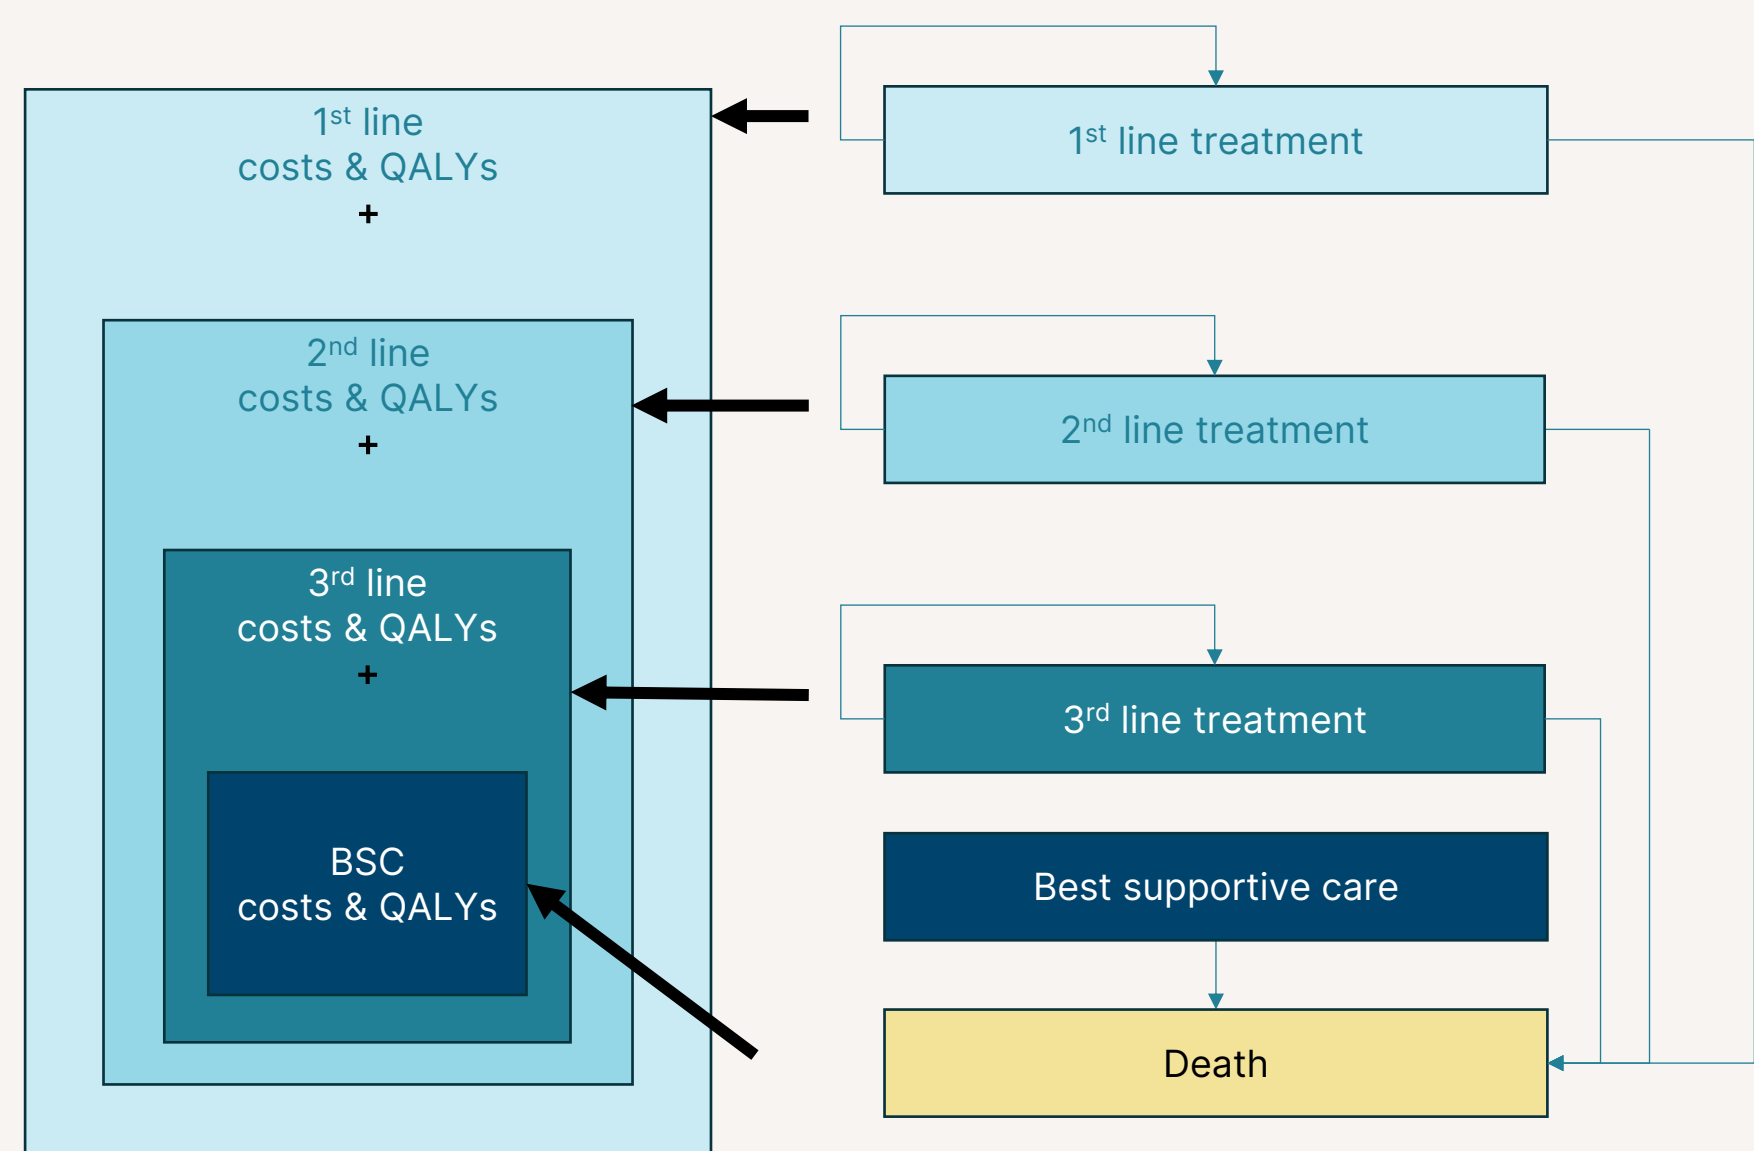 1st line
costs & QALYs
+
2nd line
costs & QALYs
+
3rd line
costs & QALYs
+
BSC
costs & QALYs
1st line treatment
2nd line treatment
3rd line treatment
Best supportive care
Death